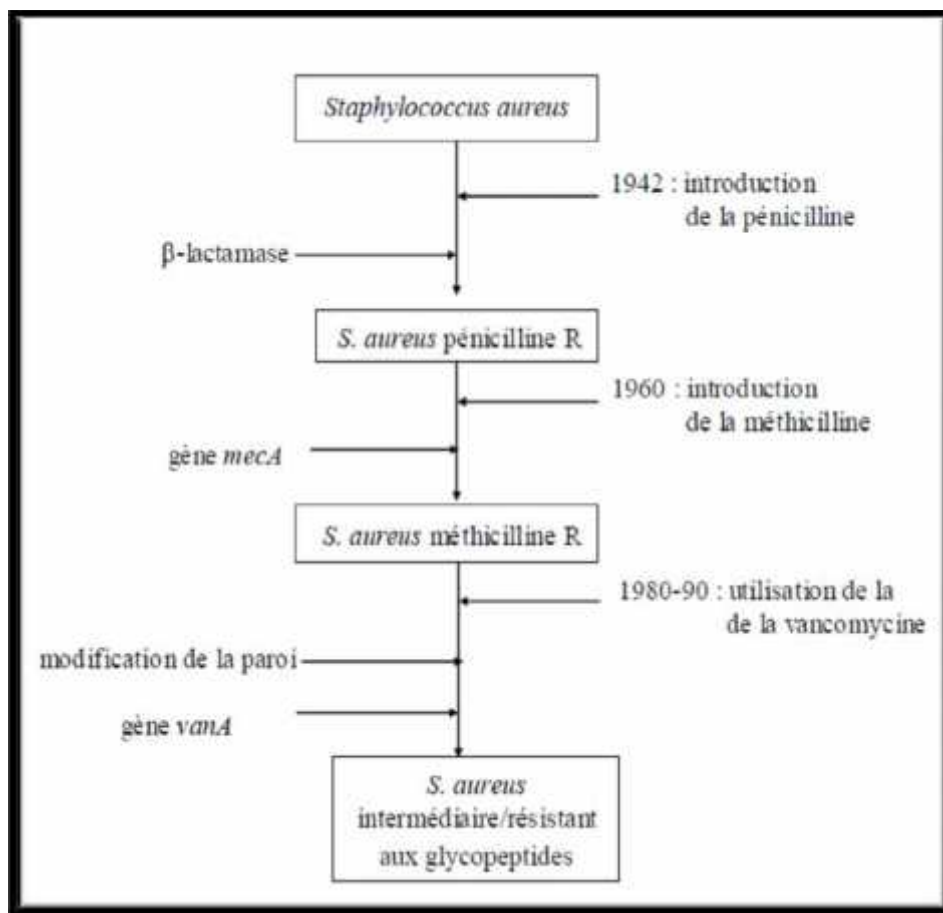 Staphylococcus aureus
1942 : introduction
de la pénicilline
β-lactamase
S. aureus pénicilline R
1960 : introduction
de la méthicilline
gène mecA
S. aureus méthicilline R
1980-90 : utilisation de la
de la vancomycine
modification de la paroi
gène vanA
S. aureus
intermédiaire/résistant
aux glycopeptides